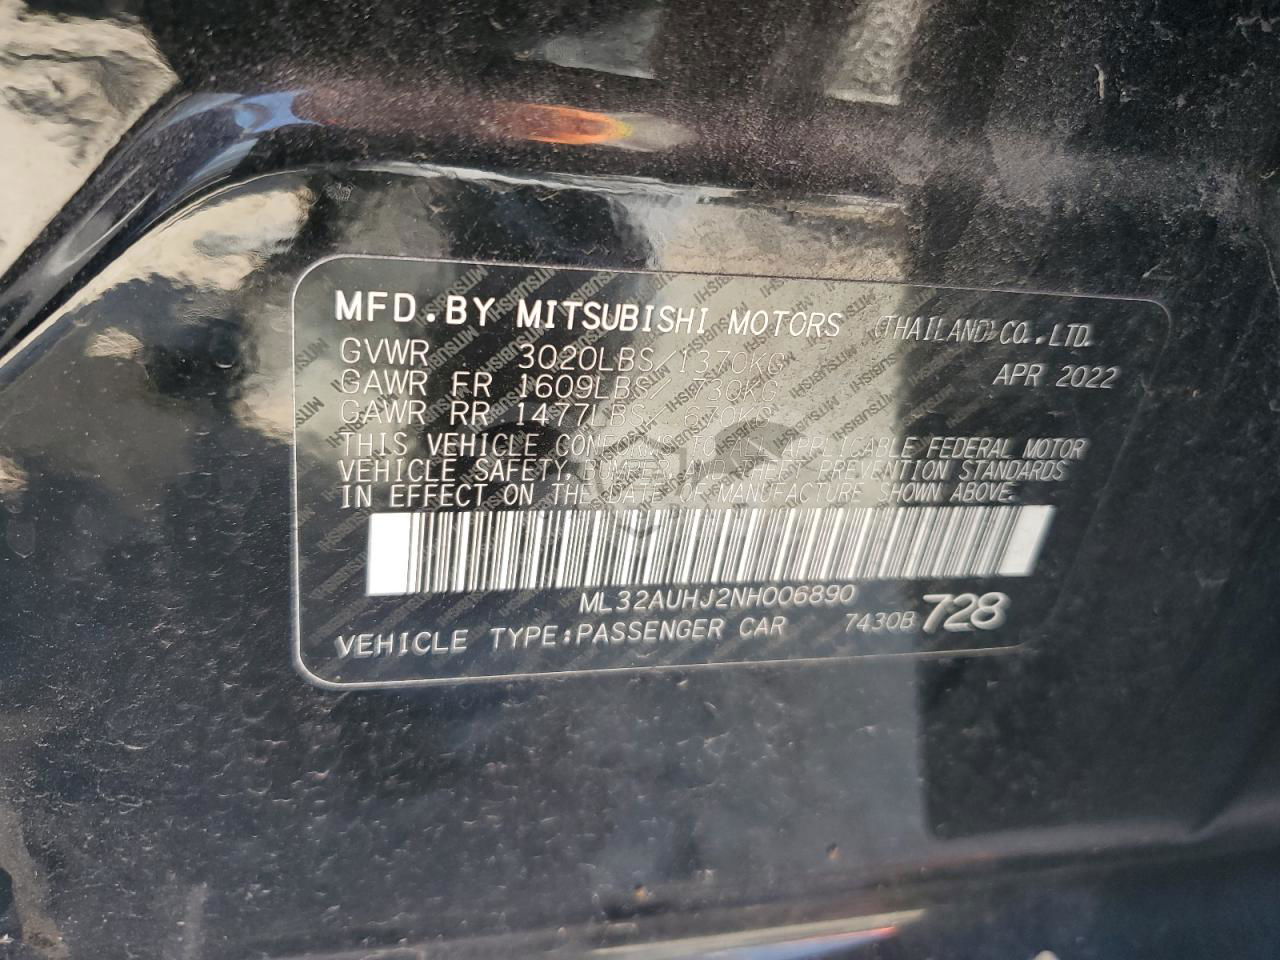 MFD.BY MITSUBISHI MOTORS (THAILAND)CO.,LTD.
GVWR 3020LBS/1370KG APR 2022
GAWR FR 1609LBS/ 730KG
GAWR RR 1477LBS/ 670KG
THIS VEHICLE CONFORMS TO ALL APPLICABLE FEDERAL MOTOR
VEHICLE SAFETY, BUMPER AND THEFT PREVENTION STANDARDS
IN EFFECT ON THE DATE OF MANUFACTURE SHOWN ABOVE.
ML32AUHJ2NH006890
VEHICLE TYPE:PASSENGER CAR 7430B 728